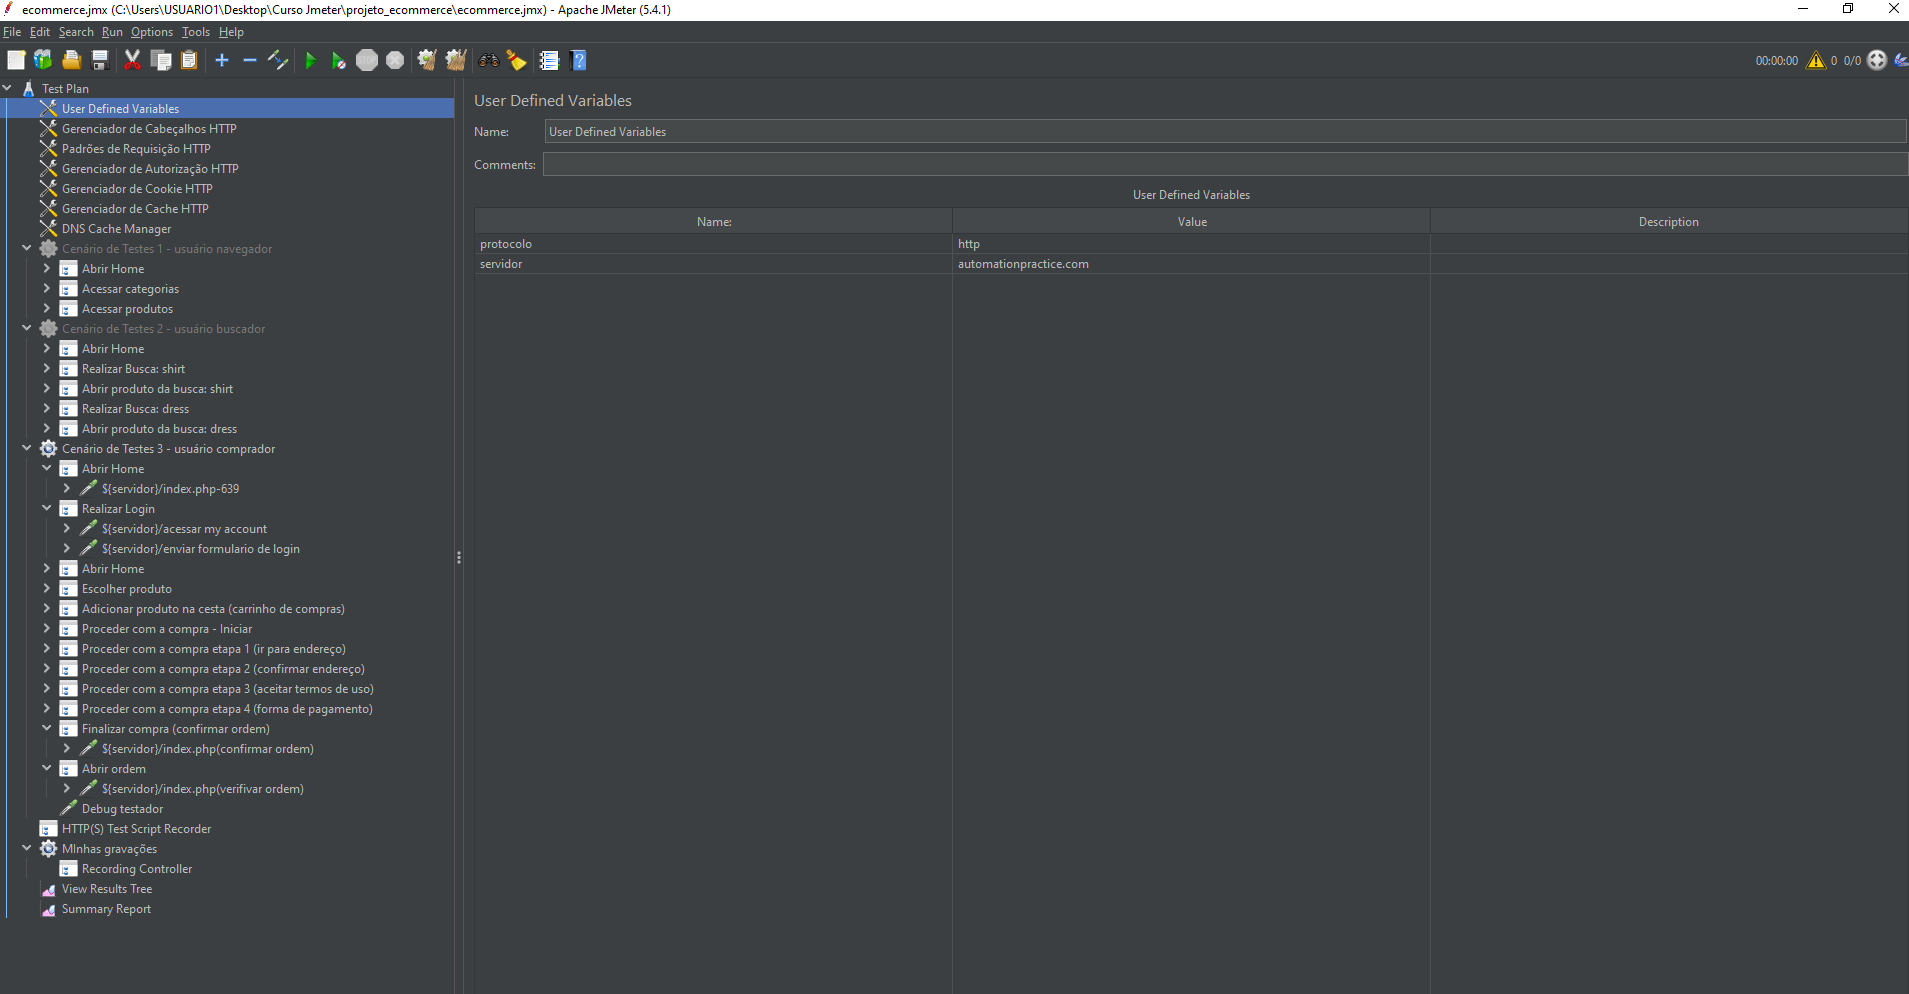 ecommerce.jmx (C:\Users\USUARIO1\Desktop\Curso Jmeter\projeto_ecommerce\ecommerce.jmx) - Apache JMeter (5.4.1)
File Edit Search Run Options Tools Help
00:00:00 0 0/0
Test Plan
User Defined Variables
Gerenciador de Cabeçalhos HTTP
Padrões de Requisição HTTP
Gerenciador de Autorização HTTP
Gerenciador de Cookie HTTP
Gerenciador de Cache HTTP
DNS Cache Manager
Cenário de Testes 1 - usuário navegador
Abrir Home
Acessar categorias
Acessar produtos
Cenário de Testes 2 - usuário buscador
Abrir Home
Realizar Busca: shirt
Abrir produto da busca: shirt
Realizar Busca: dress
Abrir produto da busca: dress
Cenário de Testes 3 - usuário comprador
Abrir Home
${servidor}/index.php-639
Realizar Login
${servidor}/acessar my account
${servidor}/enviar formulario de login
Abrir Home
Escolher produto
Adicionar produto na cesta (carrinho de compras)
Proceder com a compra - Iniciar
Proceder com a compra etapa 1 (ir para endereço)
Proceder com a compra etapa 2 (confirmar endereço)
Proceder com a compra etapa 3 (aceitar termos de uso)
Proceder com a compra etapa 4 (forma de pagamento)
Finalizar compra (confirmar ordem)
${servidor}/index.php(confirmar ordem)
Abrir ordem
${servidor}/index.php(verifivar ordem)
Debug testador
HTTP(S) Test Script Recorder
MInhas gravações
Recording Controller
View Results Tree
Summary Report
User Defined Variables
Name: User Defined Variables
Comments:
User Defined Variables
Name: Value Description
protocolo http
servidor automationpractice.com